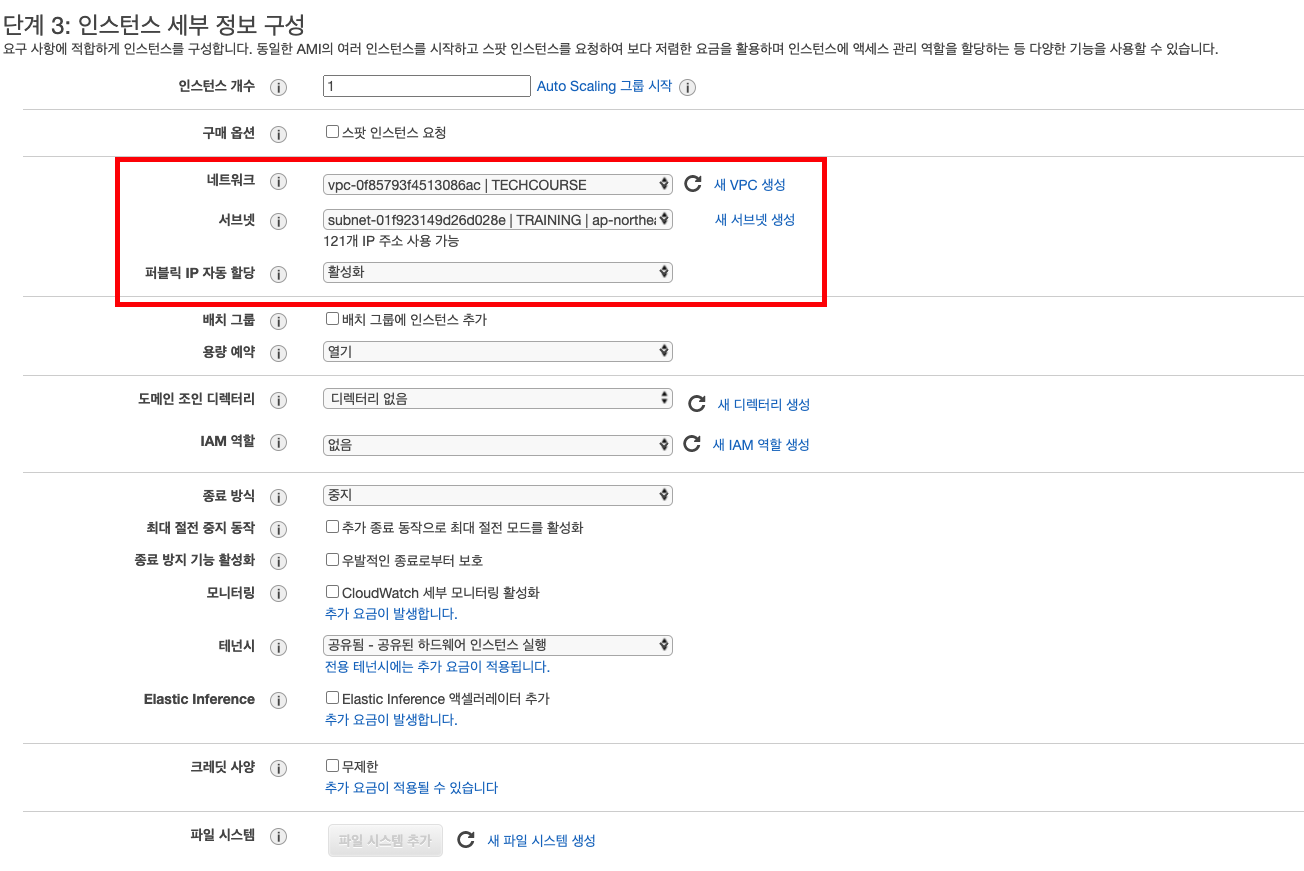 단계 3: 인스턴스 세부 정보 구성
요구 사항에 적합하게 인스턴스를 구성합니다. 동일한 AMI의 여러 인스턴스를 시작하고 스팟 인스턴스를 요청하여 보다 저렴한 요금을 활용하며 인스턴스에 액세스 관리 역할을 할당하는 등 다양한 기능을 사용할 수 있습니다.
인스턴스 개수 i 1 Auto Scaling 그룹 시작 i
구매 옵션 i 스팟 인스턴스 요청
네트워크 i vpc-0f85793f4513086ac | TECHCOURSE 새 VPC 생성
서브넷 i subnet-01f923149d26d028e | TRAINING | ap-northea 새 서브넷 생성
121개 IP 주소 사용 가능
퍼블릭 IP 자동 할당 i 활성화
배치 그룹 i 배치 그룹에 인스턴스 추가
용량 예약 i 열기
도메인 조인 디렉터리 i 디렉터리 없음 새 디렉터리 생성
IAM 역할 i 없음 새 IAM 역할 생성
종료 방식 i 중지
최대 절전 중지 동작 i 추가 종료 동작으로 최대 절전 모드를 활성화
종료 방지 기능 활성화 i 우발적인 종료로부터 보호
모니터링 i CloudWatch 세부 모니터링 활성화
추가 요금이 발생합니다.
테넌시 i 공유됨 - 공유된 하드웨어 인스턴스 실행
전용 테넌시에는 추가 요금이 적용됩니다.
Elastic Inference i Elastic Inference 액셀러레이터 추가
추가 요금이 발생합니다.
크레딧 사양 i 무제한
추가 요금이 적용될 수 있습니다
파일 시스템 i 파일 시스템 추가 새 파일 시스템 생성